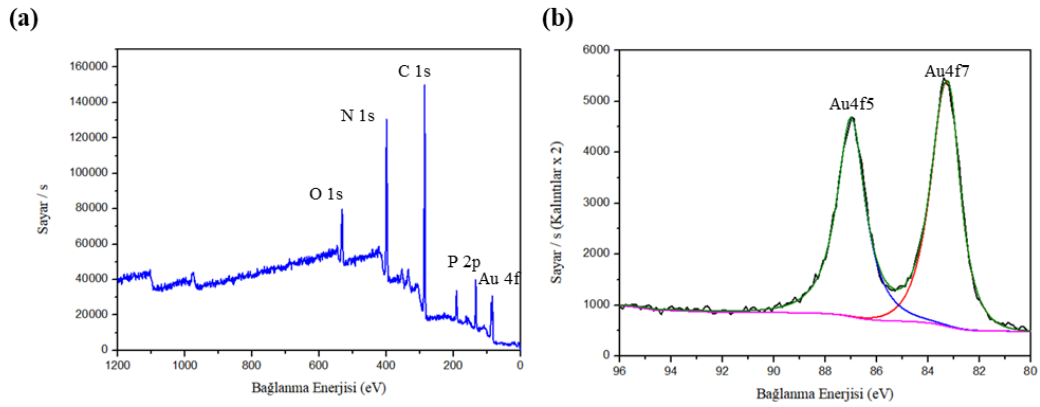 (a)
(b)
180000
160000
140000
120000
100000
80000
60000
40000
20000
0
Sayar / s
C 1s
N 1s
O 1s
P 2p
Au 4f
1200 1000 800 600 400 200 0
Bağlanma Enerjisi (eV)
6000
5000
4000
3000
2000
1000
0
Sayar / s (Kalıntılar x 2)
Au4f7
Au4f5
96 94 92 90 88 86 84 82 80
Bağlanma Enerjisi (eV)